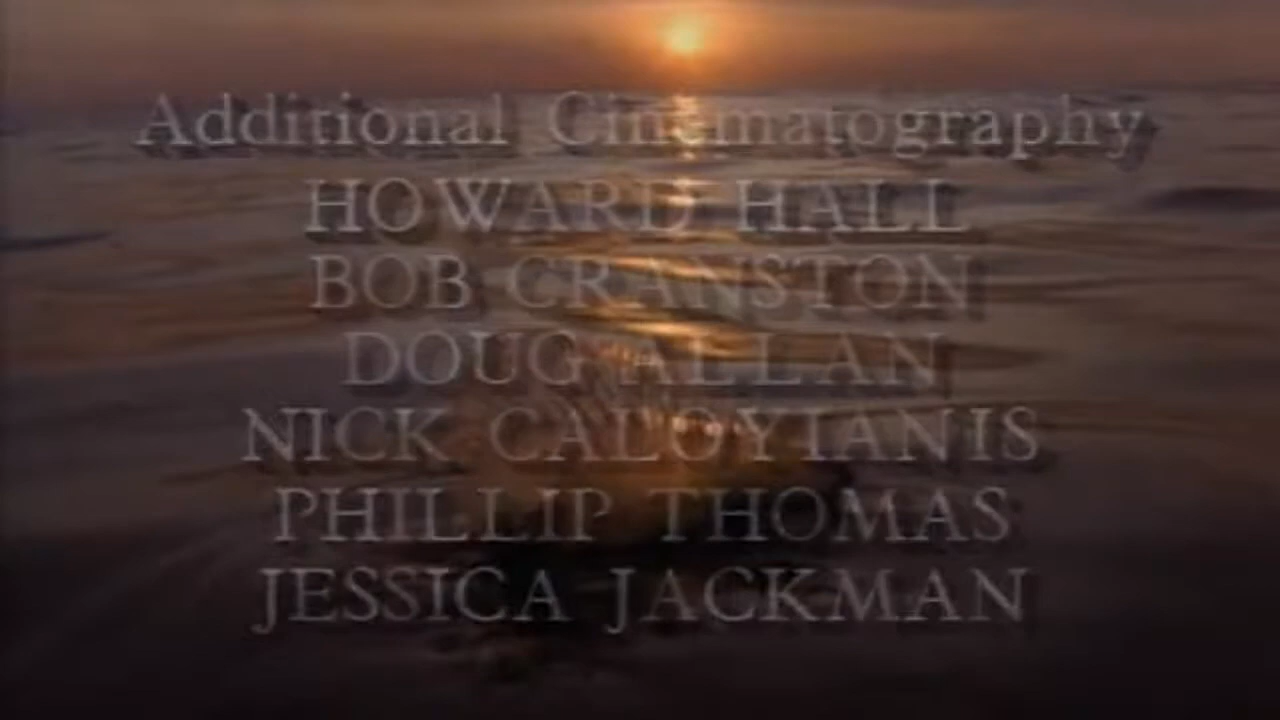 Additional Cinematography
HOWARD HALL
BOB CRANSTON
DOUG ALLAN
NICK CALOYIANIS
PHILLIP THOMAS
JESSICA JACKMAN